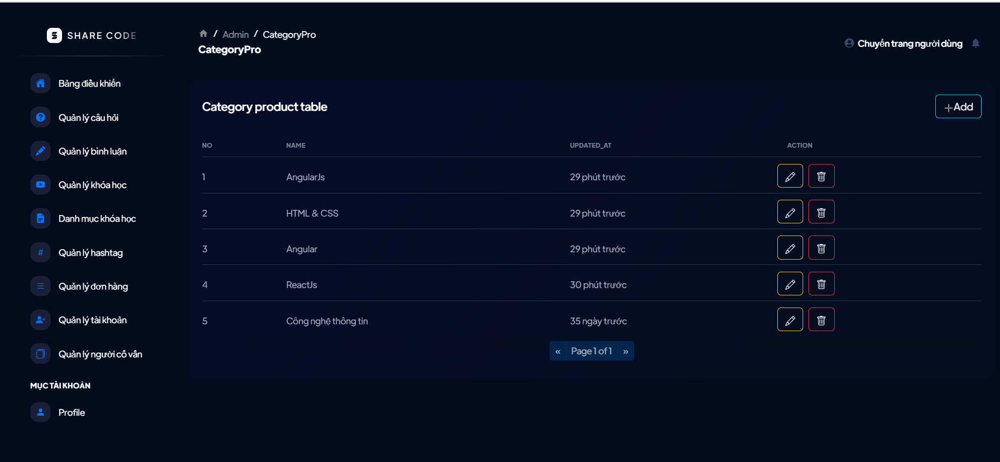 SHARE CODE
Bảng điều khiển
Quản lý câu hỏi
Quản lý bình luận
Quản lý khóa học
Danh mục khóa học
Quản lý hashtag
Quản lý đơn hàng
Quản lý tài khoản
Quản lý người cố vấn
MỤC TÀI KHOẢN
Profile
/ Admin / CategoryPro
CategoryPro
Chuyển trang người dùng
Category product table
+Add
NO NAME UPDATED_AT ACTION
1 AngularJs 29 phút trước
2 HTML & CSS 29 phút trước
3 Angular 29 phút trước
4 ReactJs 30 phút trước
5 Công nghệ thông tin 35 ngày trước
« Page 1 of 1 »